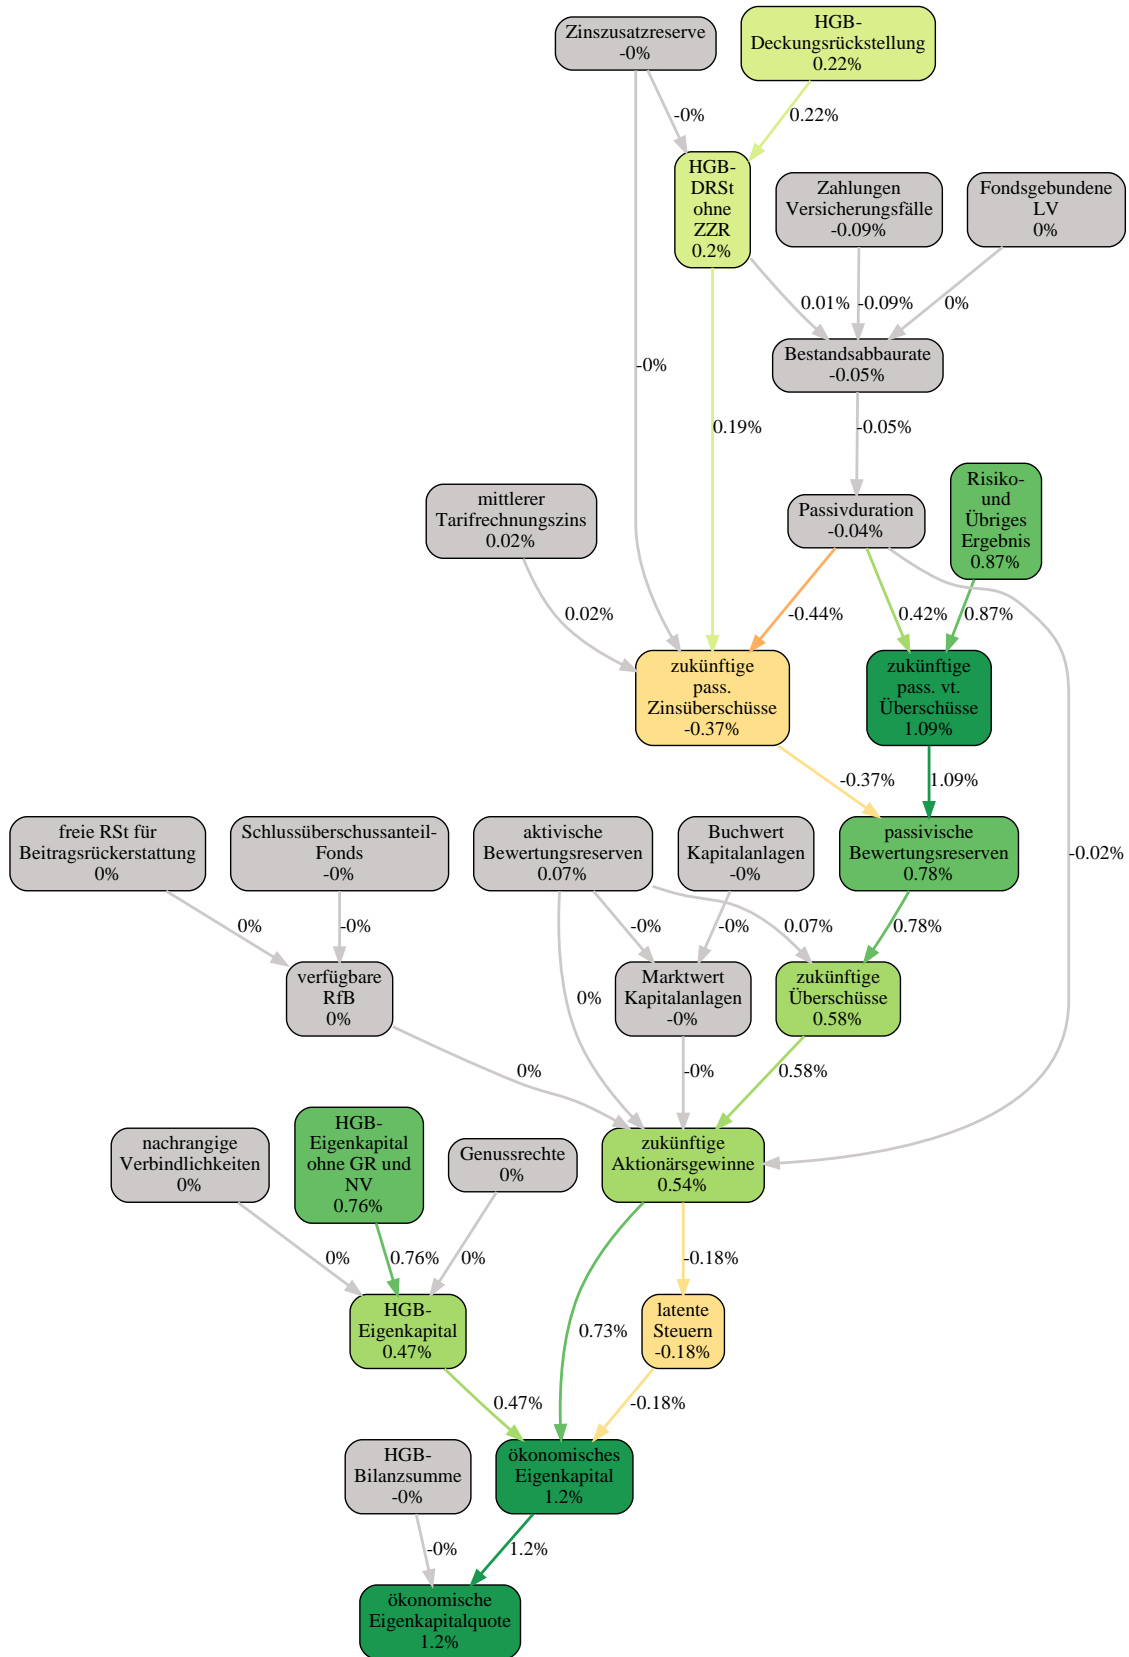 Zinszusatzreserve
-0%
HGB-
Deckungsrückstellung
0.22%
-0%
0.22%
HGB-
DRSt
ohne
ZZR
0.2%
Zahlungen
Versicherungsfälle
-0.09%
Fondsgebundene
LV
0%
0.01%
-0.09%
0%
Bestandsabbaurate
-0.05%
-0%
0.19%
-0.05%
mittlerer
Tarifrechnungszins
0.02%
Passivduration
-0.04%
Risiko-
und
Übriges
Ergebnis
0.87%
0.02%
-0.44%
0.42%
0.87%
zukünftige
pass.
Zinsüberschüsse
-0.37%
zukünftige
pass. vt.
Überschüsse
1.09%
-0.37%
1.09%
freie RSt für
Beitragsrückerstattung
0%
Schlussüberschussanteil-
Fonds
-0%
aktivische
Bewertungsreserven
0.07%
Buchwert
Kapitalanlagen
-0%
passivische
Bewertungsreserven
0.78%
-0.02%
0%
-0%
-0%
-0%
0.07%
0.78%
verfügbare
RfB
0%
0%
Marktwert
Kapitalanlagen
-0%
zukünftige
Überschüsse
0.58%
0%
-0%
0.58%
nachrangige
Verbindlichkeiten
0%
HGB-
Eigenkapital
ohne GR und
NV
0.76%
Genussrechte
0%
zukünftige
Aktionärsgewinne
0.54%
0%
0.76%
0%
-0.18%
HGB-
Eigenkapital
0.47%
0.73%
latente
Steuern
-0.18%
0.47%
-0.18%
HGB-
Bilanzsumme
-0%
ökonomisches
Eigenkapital
1.2%
-0%
1.2%
ökonomische
Eigenkapitalquote
1.2%